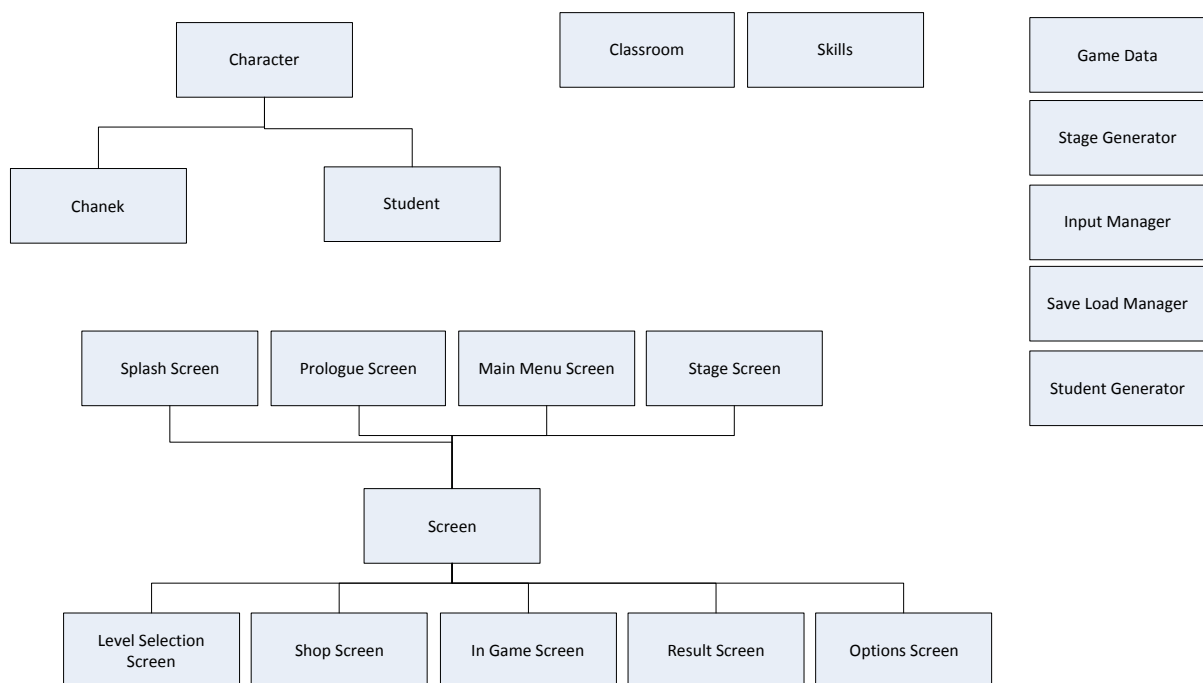 Character
Classroom
Skills
Game Data
Stage Generator
Chanek
Student
Input Manager
Save Load Manager
Splash Screen
Prologue Screen
Main Menu Screen
Stage Screen
Student Generator
Screen
Level Selection
Screen
Shop Screen
In Game Screen
Result Screen
Options Screen